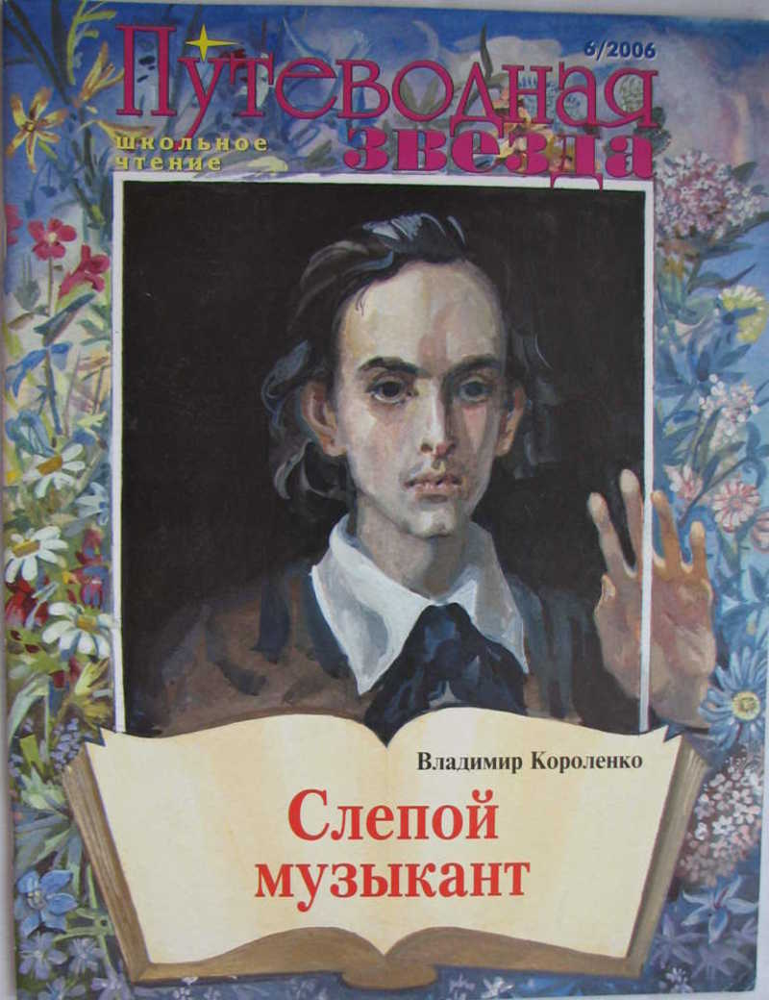 6/2006
Путеводная
звезда
школьное
чтение
Владимир Короленко
Слепой
музыкант